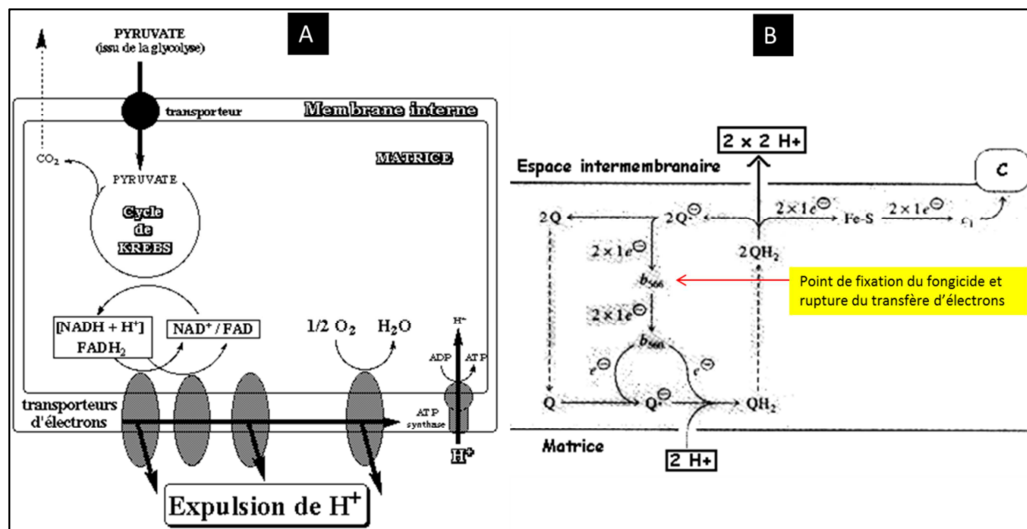 A
PYRUVATE
(issu de la glycolyse)
transporteur
Membrane interne
MATRICE
CO₂
PYRUVATE
Cycle
de
KREBS
[NADH + H⁺]
FADH₂
NAD⁺ / FAD
1/2 O₂
H₂O
H⁺
ADP
ATP
transporteurs
d'électrons
ATP
synthase
H⁺
Expulsion de H⁺
B
2 x 2 H+
Espace intermembranaire
C
2Q
2Q·⊖
2×1e⊖
Fe-S
2×1e⊖
2×1e⊖
2QH₂
b₅₆₆
Point de fixation du fongicide et
rupture du transfère d'électrons
2×1e⊖
e⊖
e⊖
Q
Q·⊖
QH₂
Matrice
2 H+